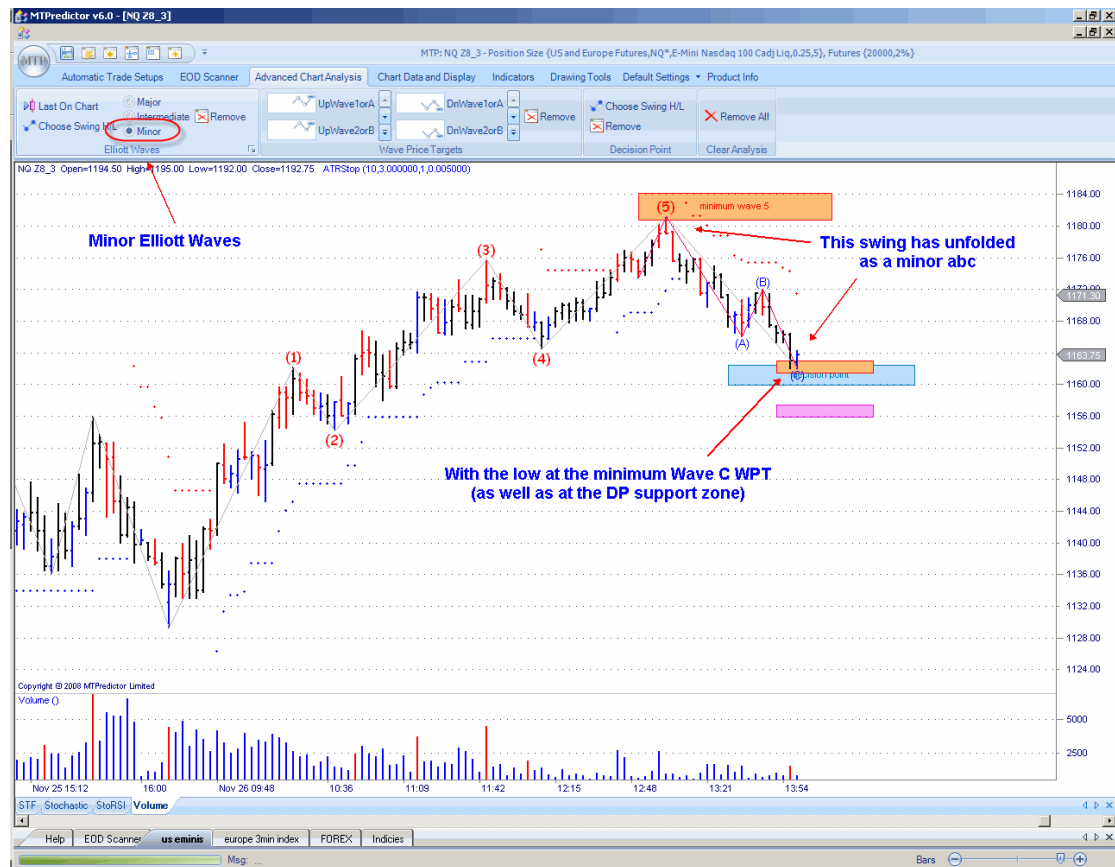 MTPredictor v6.0 - [NQ Z8_3]
MTP
MTP: NQ Z8_3 - Position Size {US and Europe Futures,NQ*,E-Mini Nasdaq 100 Cadj Liq,0.25,5}, Futures {20000,2%}
Automatic Trade Setups EOD Scanner Advanced Chart Analysis Chart Data and Display Indicators Drawing Tools Default Settings Product Info
Last On Chart
Choose Swing H/L
Major
Intermediate
Minor
Remove
Elliott Waves
UpWave1orA
UpWave2orB
DnWave1orA
DnWave2orB
Remove
Wave Price Targets
Choose Swing H/L
Remove
Decision Point
Remove All
Clear Analysis
NQ Z8_3 Open=1194.50 High=1195.00 Low=1192.00 Close=1192.75 ATRStop (10,3.000000,1,0.005000)
Minor Elliott Waves
minimum wave 5
This swing has unfolded
as a minor abc
(1)
(2)
(3)
(4)
(5)
(A)
(B)
(C)
decision point
With the low at the minimum Wave C WPT
(as well as at the DP support zone)
1184.00
1180.00
1176.00
1172.00
1171.30
1168.00
1163.75
1160.00
1156.00
1152.00
1148.00
1144.00
1140.00
1136.00
1132.00
1128.00
1124.00
Copyright © 2008 MTPredictor Limited
Volume ()
5000
2500
Nov 25 15:12 16:00 Nov 26 09:48 10:36 11:09 11:42 12:15 12:48 13:21 13:54
STF Stochastic StoRSI Volume
Help EOD Scanner us eminis europe 3min index FOREX Indicies
Msg: ...
Bars